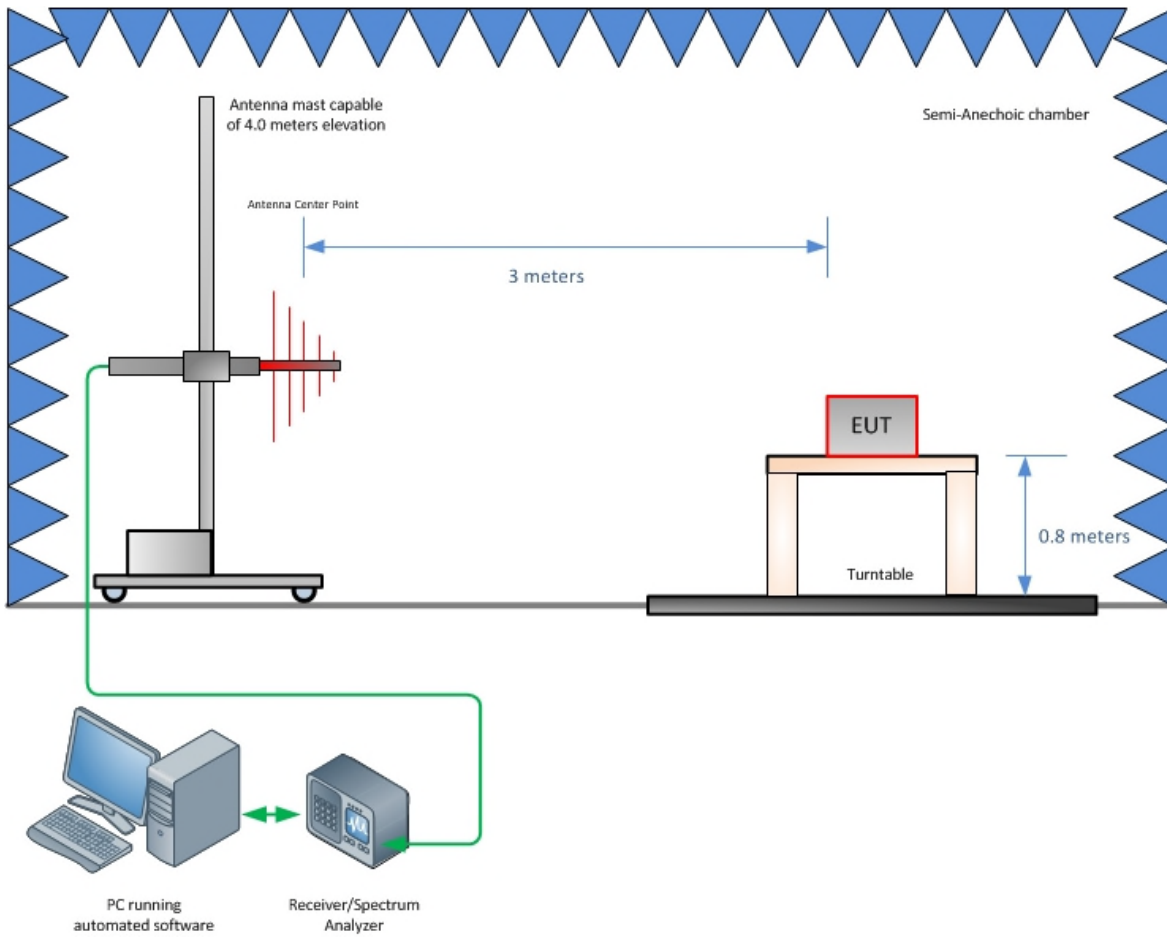 Antenna mast capable
of 4.0 meters elevation
Semi-Anechoic chamber
Antenna Center Point
3 meters
EUT
0.8 meters
Turntable
PC running
automated software
Receiver/Spectrum
Analyzer